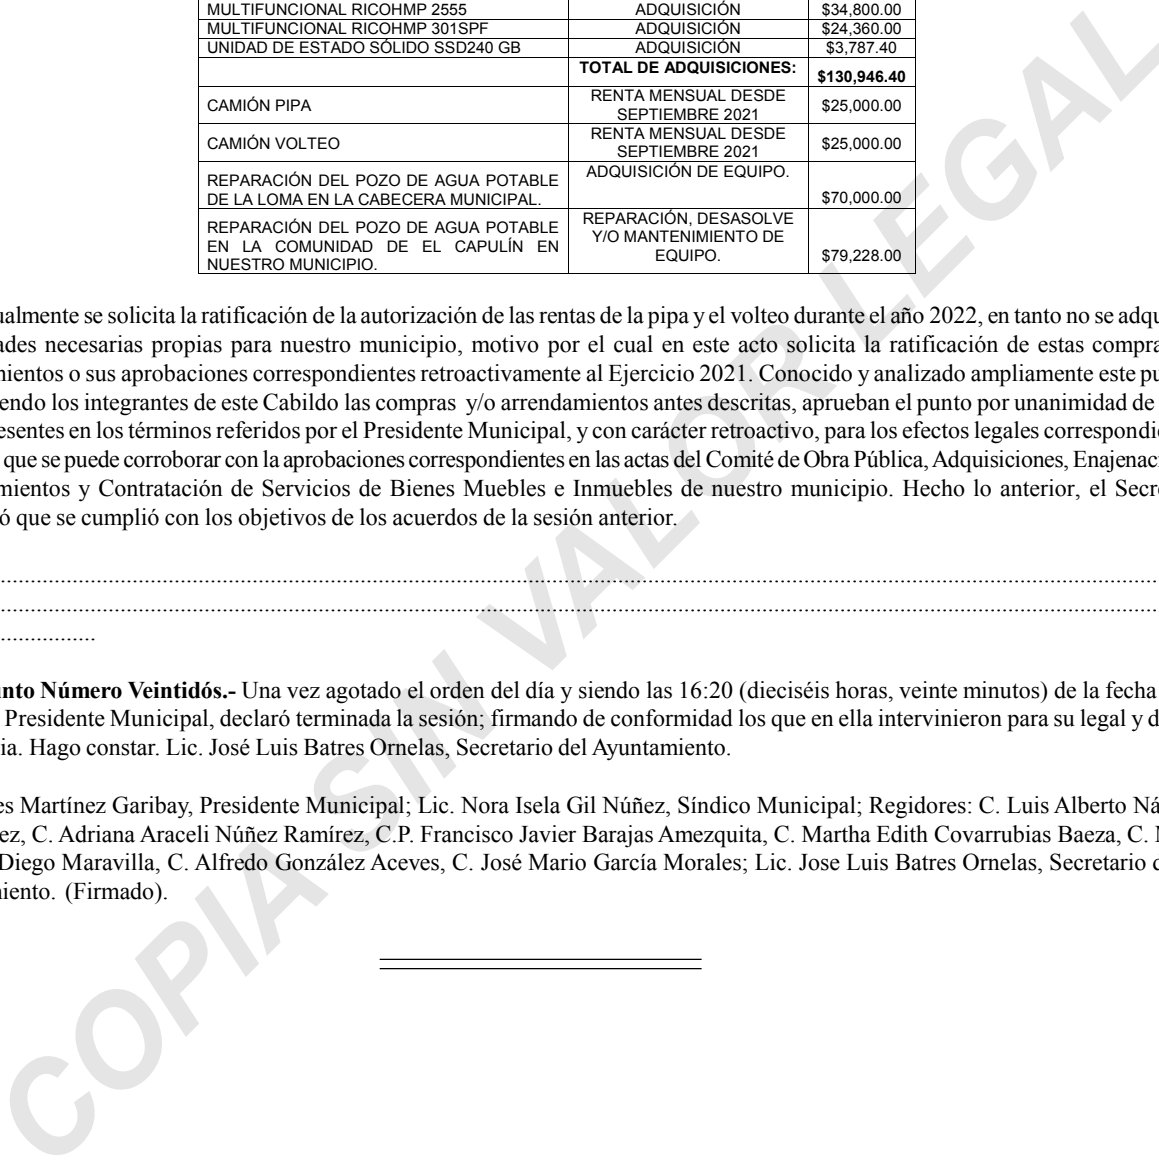 MULTIFUNCIONAL RICOHMP 2555 ADQUISICIÓN $34,800.00
MULTIFUNCIONAL RICOHMP 301SPF ADQUISICIÓN $24,360.00
UNIDAD DE ESTADO SÓLIDO SSD240 GB ADQUISICIÓN $3,787.40
TOTAL DE ADQUISICIONES: $130,946.40
CAMIÓN PIPA RENTA MENSUAL DESDE SEPTIEMBRE 2021 $25,000.00
CAMIÓN VOLTEO RENTA MENSUAL DESDE SEPTIEMBRE 2021 $25,000.00
REPARACIÓN DEL POZO DE AGUA POTABLE
DE LA LOMA EN LA CABECERA MUNICIPAL.
ADQUISICIÓN DE EQUIPO.
$70,000.00
REPARACIÓN DEL POZO DE AGUA POTABLE
EN LA COMUNIDAD DE EL CAPULÍN EN
NUESTRO MUNICIPIO.
REPARACIÓN, DESASOLVE
Y/O MANTENIMIENTO DE
EQUIPO.
$79,228.00
ualmente se solicita la ratificación de la autorización de las rentas de la pipa y el volteo durante el año 2022, en tanto no se adqu
ades necesarias propias para nuestro municipio, motivo por el cual en este acto solicita la ratificación de estas compra
mientos o sus aprobaciones correspondientes retroactivamente al Ejercicio 2021. Conocido y analizado ampliamente este pu
endo los integrantes de este Cabildo las compras y/o arrendamientos antes descritas, aprueban el punto por unanimidad de
esentes en los términos referidos por el Presidente Municipal, y con carácter retroactivo, para los efectos legales correspondi
que se puede corroborar con la aprobaciones correspondientes en las actas del Comité de Obra Pública, Adquisiciones, Enajenac
mientos y Contratación de Servicios de Bienes Muebles e Inmuebles de nuestro municipio. Hecho lo anterior, el Secre
ó que se cumplió con los objetivos de los acuerdos de la sesión anterior.
unto Número Veintidós.- Una vez agotado el orden del día y siendo las 16:20 (dieciséis horas, veinte minutos) de la fecha
Presidente Municipal, declaró terminada la sesión; firmando de conformidad los que en ella intervinieron para su legal y d
ia. Hago constar. Lic. José Luis Batres Ornelas, Secretario del Ayuntamiento.
es Martínez Garibay, Presidente Municipal; Lic. Nora Isela Gil Núñez, Síndico Municipal; Regidores: C. Luis Alberto Ná
ez, C. Adriana Araceli Núñez Ramírez, C.P. Francisco Javier Barajas Amezquita, C. Martha Edith Covarrubias Baeza, C.
Diego Maravilla, C. Alfredo González Aceves, C. José Mario García Morales; Lic. Jose Luis Batres Ornelas, Secretario
iento. (Firmado).
COPIA SIN VALOR LEGAL